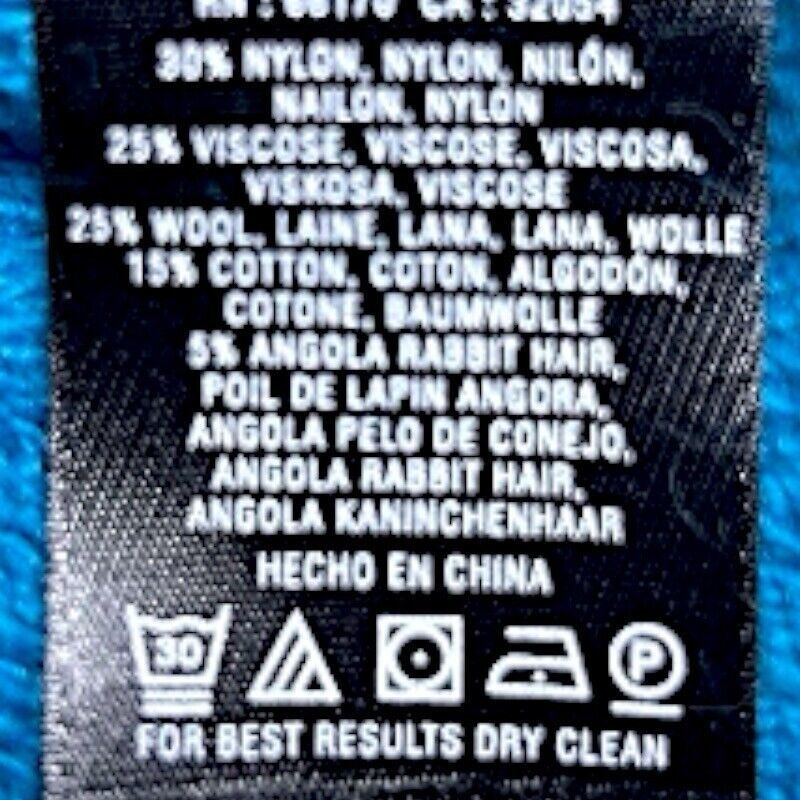 CA : 32054
30% NYLON, NYLON, NILÓN,
NAILON, NYLON
25% VISCOSE, VISCOSE, VISCOSA,
VISKOSA, VISCOSE
25% WOOL, LAINE, LANA, LANA, WOLLE
15% COTTON, COTON, ALGODÓN,
COTONE, BAUMWOLLE
5% ANGOLA RABBIT HAIR,
POIL DE LAPIN ANGORA,
ANGOLA PELO DE CONEJO,
ANGOLA RABBIT HAIR,
ANGOLA KANINCHENHAAR
HECHO EN CHINA
30 P
FOR BEST RESULTS DRY CLEAN